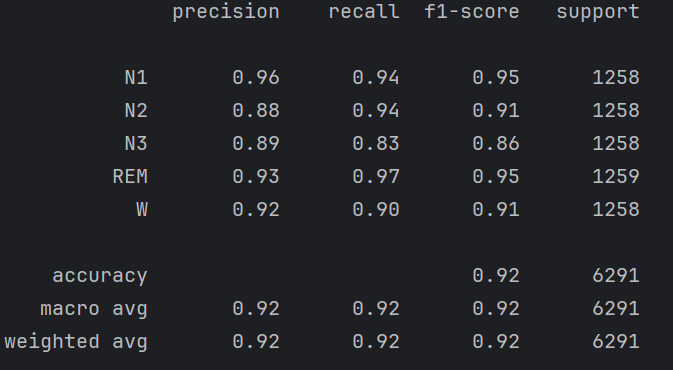 precision recall f1-score support
N1 0.96 0.94 0.95 1258
N2 0.88 0.94 0.91 1258
N3 0.89 0.83 0.86 1258
REM 0.93 0.97 0.95 1259
W 0.92 0.90 0.91 1258
accuracy 0.92 6291
macro avg 0.92 0.92 0.92 6291
weighted avg 0.92 0.92 0.92 6291